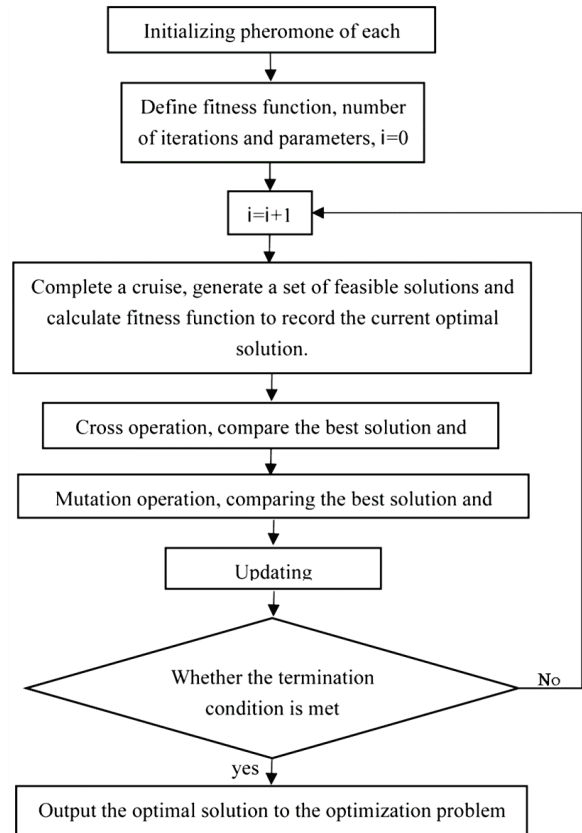 Initializing pheromone of each
Define fitness function, number
of iterations and parameters, i=0
i=i+1
Complete a cruise, generate a set of feasible solutions and
calculate fitness function to record the current optimal
solution.
Cross operation, compare the best solution and
Mutation operation, comparing the best solution and
Updating
Whether the termination
condition is met
No
yes
Output the optimal solution to the optimization problem